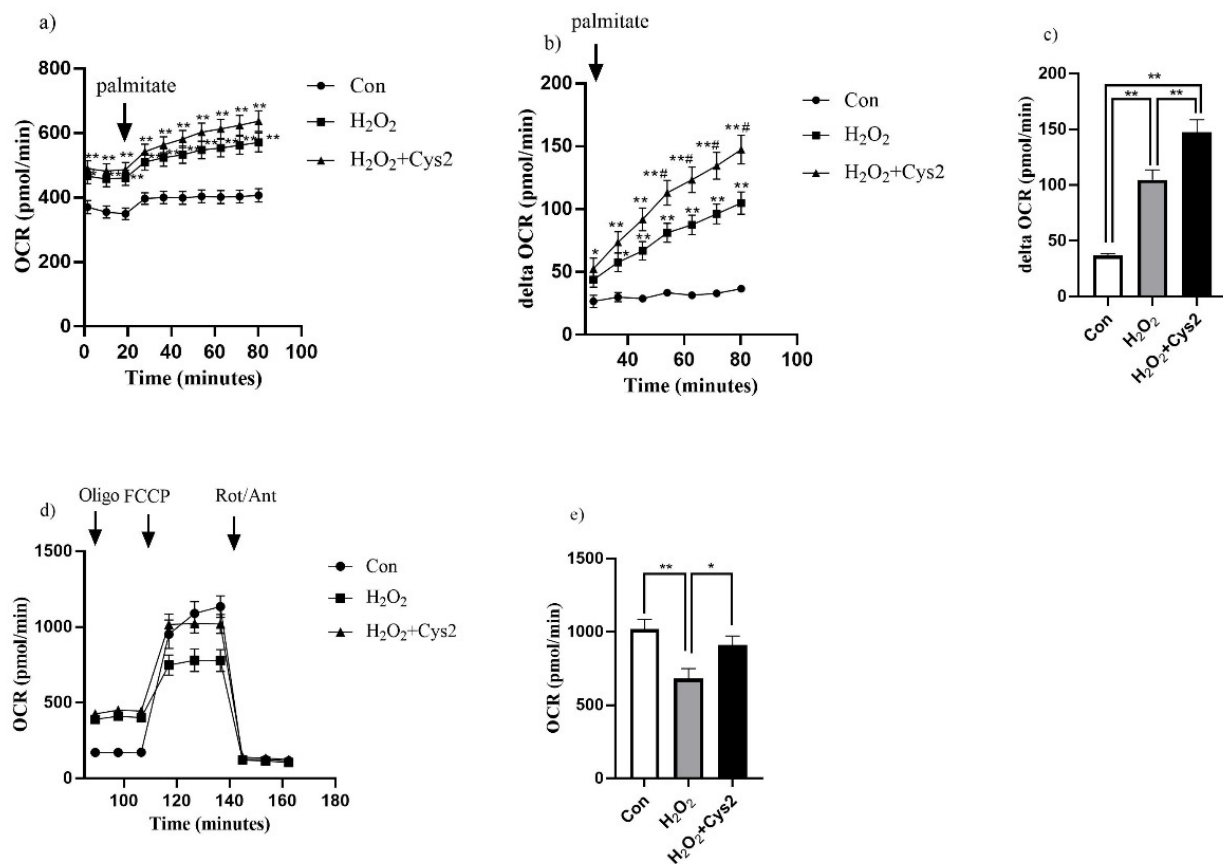 a)
palmitate
800
600
400
200
0
OCR (pmol/min)
0 20 40 60 80 100
Time (minutes)
** ** ** ** ** ** ** ** ** **
** ** ** ** ** ** ** ** **
Con
H₂O₂
H₂O₂+Cys2
b)
palmitate
200
150
100
50
0
delta OCR (pmol/min)
40 60 80 100
Time (minutes)
* ** ** **# **# **# **#
* ** ** ** ** **
Con
H₂O₂
H₂O₂+Cys2
c)
200
150
100
50
0
delta OCR (pmol/min)
**
** **
Con
H₂O₂
H₂O₂+Cys2
d)
Oligo FCCP Rot/Ant
1500
1000
500
0
OCR (pmol/min)
100 120 140 160 180
Time (minutes)
Con
H₂O₂
H₂O₂+Cys2
e)
1500
1000
500
0
OCR (pmol/min)
** *
Con
H₂O₂
H₂O₂+Cys2